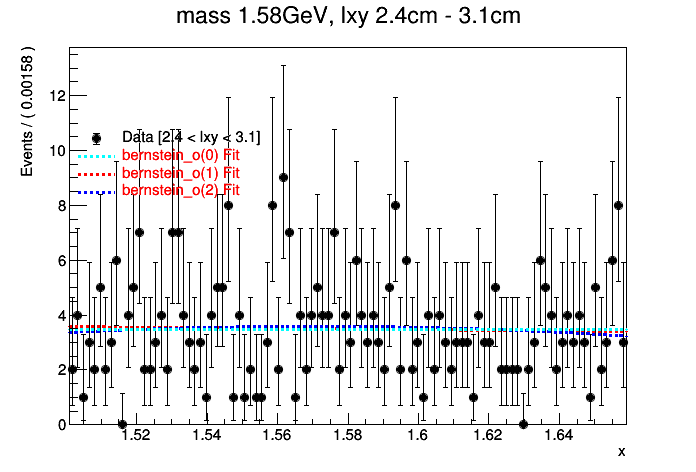 mass 1.58GeV, lxy 2.4cm - 3.1cm
Events / ( 0.00158 )
12
10
8
6
4
2
0
Data [2.4 < lxy < 3.1]
bernstein_o(0) Fit
bernstein_o(1) Fit
bernstein_o(2) Fit
1.52 1.54 1.56 1.58 1.6 1.62 1.64
x